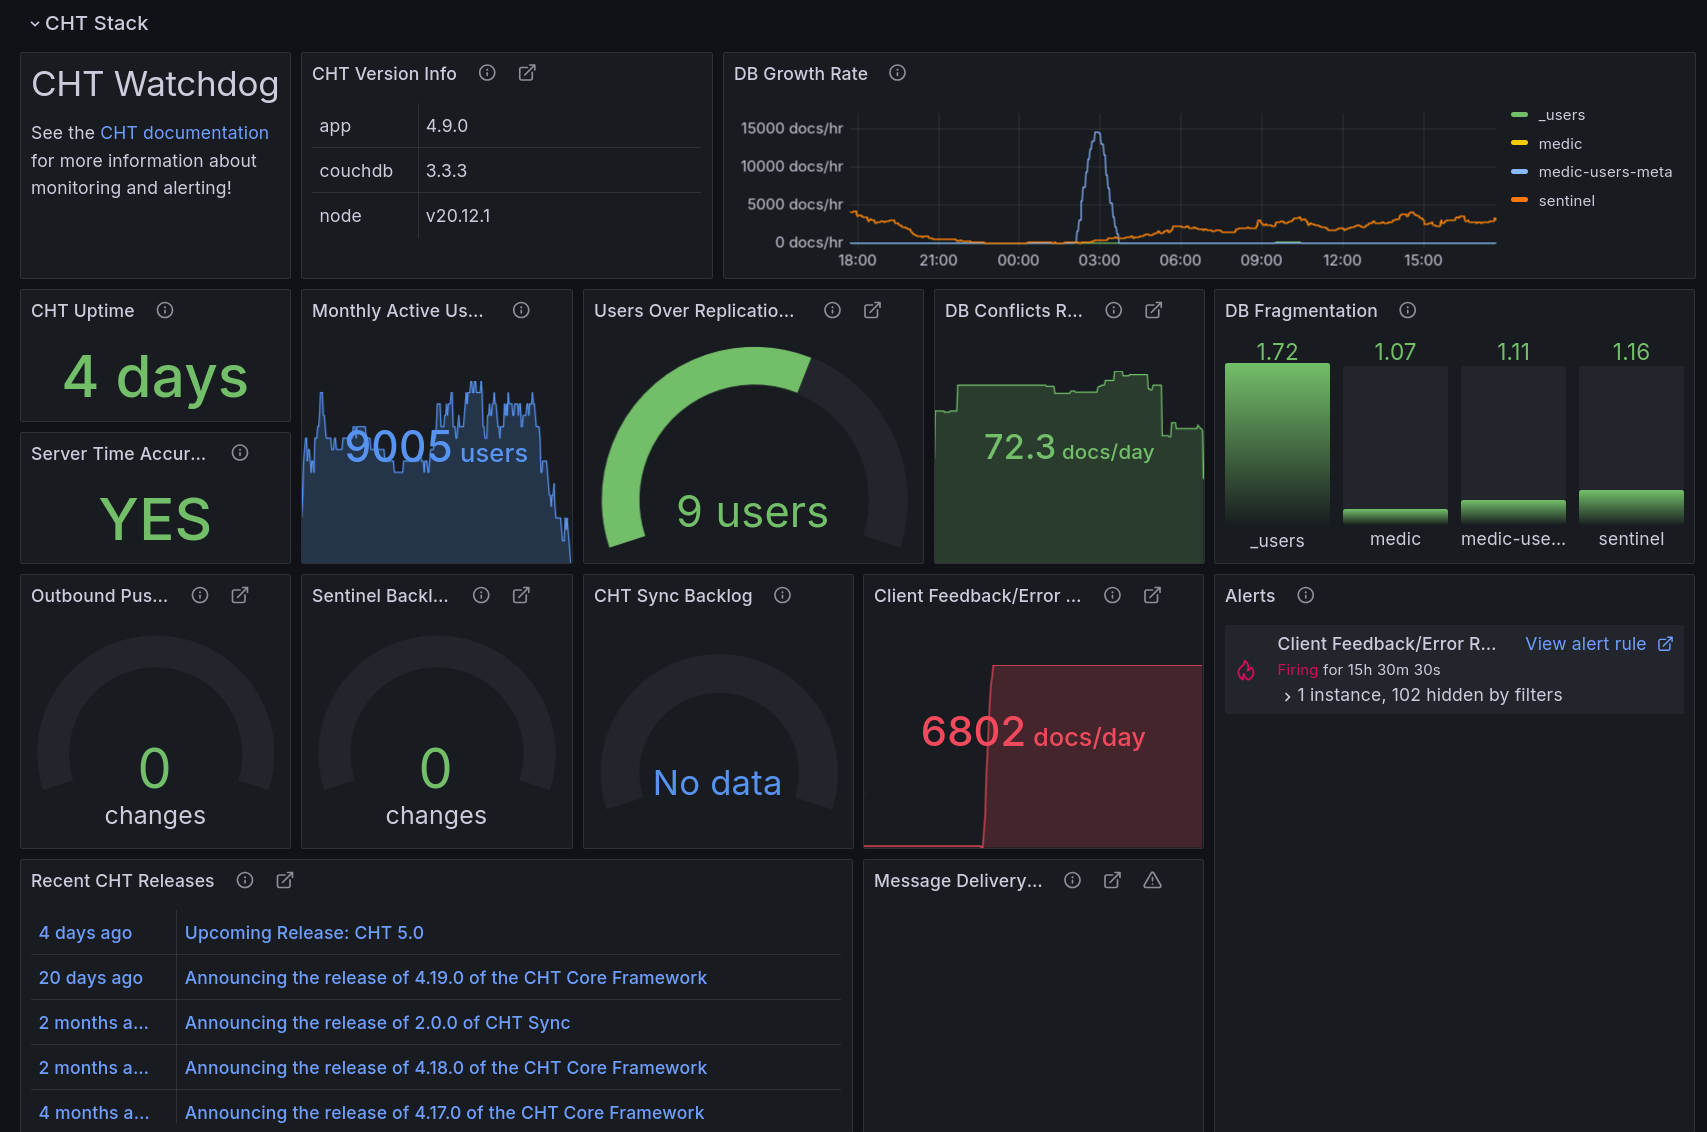 CHT Stack
CHT Watchdog
See the CHT documentation
for more information about
monitoring and alerting!
CHT Version Info
app 4.9.0
couchdb 3.3.3
node v20.12.1
DB Growth Rate
15000 docs/hr
10000 docs/hr
5000 docs/hr
0 docs/hr
18:00 21:00 00:00 03:00 06:00 09:00 12:00 15:00
_users
medic
medic-users-meta
sentinel
CHT Uptime
4 days
Server Time Accur...
YES
Monthly Active Us...
9005 users
Users Over Replicatio...
9 users
DB Conflicts R...
72.3 docs/day
DB Fragmentation
1.72 1.07 1.11 1.16
_users medic medic-use... sentinel
Outbound Pus...
0
changes
Sentinel Backl...
0
changes
CHT Sync Backlog
No data
Client Feedback/Error ...
6802 docs/day
Alerts
Client Feedback/Error R... View alert rule
Firing for 15h 30m 30s
1 instance, 102 hidden by filters
Recent CHT Releases
4 days ago Upcoming Release: CHT 5.0
20 days ago Announcing the release of 4.19.0 of the CHT Core Framework
2 months a... Announcing the release of 2.0.0 of CHT Sync
2 months a... Announcing the release of 4.18.0 of the CHT Core Framework
4 months a... Announcing the release of 4.17.0 of the CHT Core Framework
Message Delivery...